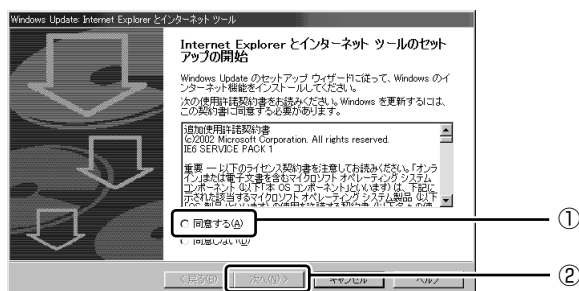 Windows Update: Internet Explorer とインターネット ツール
Internet Explorer とインターネット ツールのセット
アップの開始
Windows Update のセットアップ ウィザードに従って、Windows のイ
ンターネット機能をインストールしてください。
次の使用許諾契約書をお読みください。Windows を更新するには、
この契約書に同意する必要があります。
追加使用許諾契約書
(c)2002 Microsoft Corporation. All rights reserved.
IE6 SERVICE PACK 1
重要 — 以下のライセンス契約書を注意してお読みください。「オンラ
イン」または電子文書を含むマイクロソフト オペレーティング システム
コンポーネント (以下「本 OS コンポーネント」といいます) は、下記に
示された該当するマイクロソフト オペレーティング システム製品 (以下
同意する(A)
①
同意しない(D)
< 戻る(B)
次へ(N) >
キャンセル
ヘルプ
②